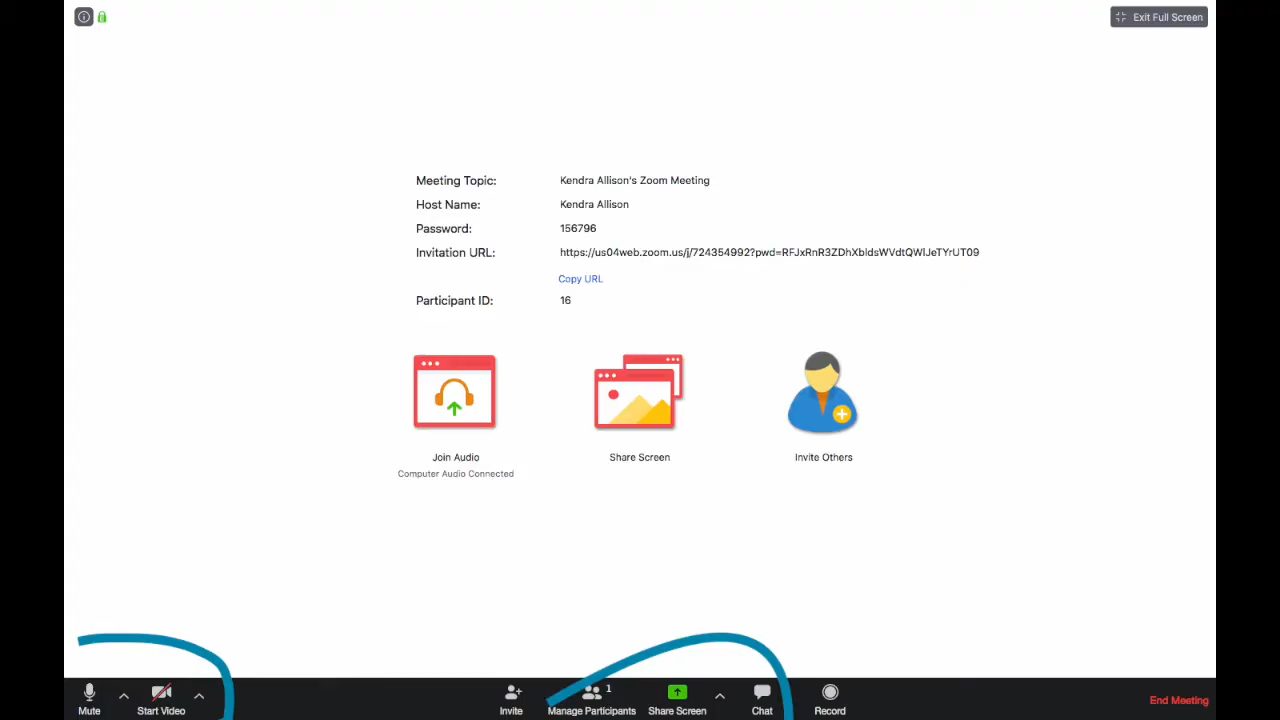 Exit Full Screen
Meeting Topic: Kendra Allison's Zoom Meeting
Host Name: Kendra Allison
Password: 156796
Invitation URL: https://us04web.zoom.us/j/724354992?pwd=RFJxRnR3ZDhXbldsWVdtQWlJeTYrUT09
Copy URL
Participant ID: 16
Join Audio Share Screen Invite Others
Computer Audio Connected
1
Mute Start Video Invite Manage Participants Share Screen Chat Record End Meeting